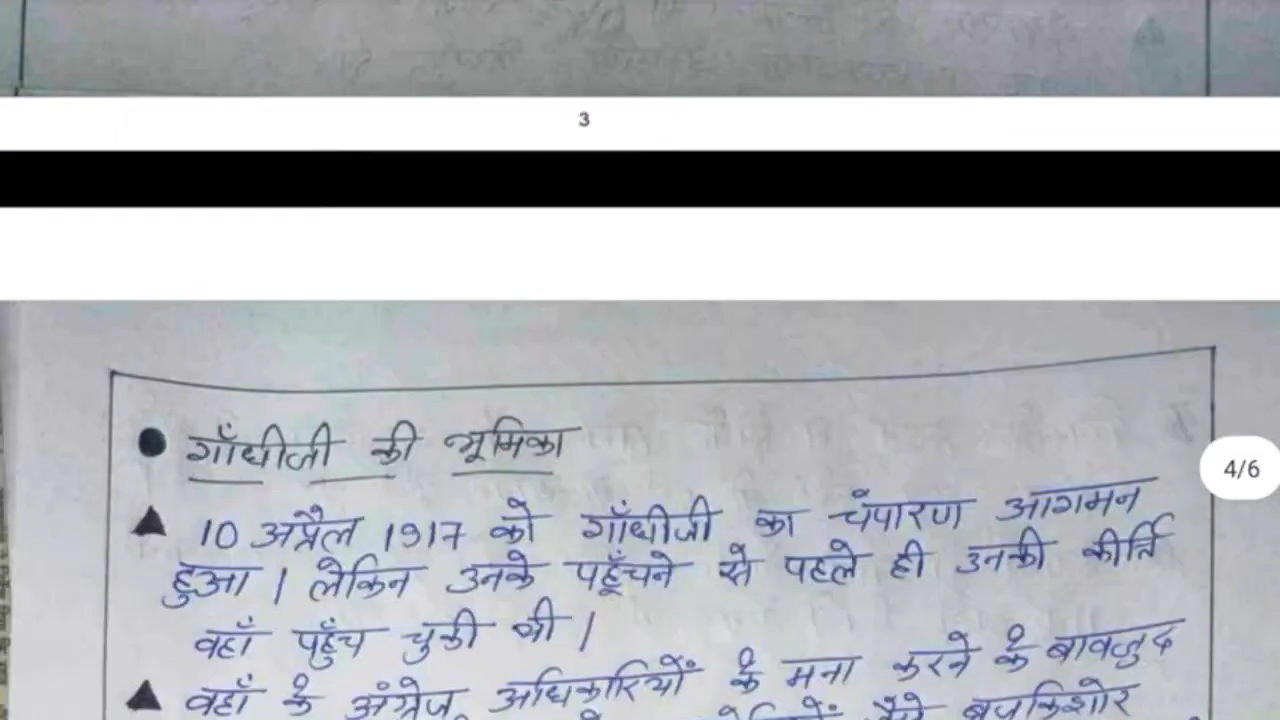 3
4/6
गाँधीजी की भूमिका
10 अप्रैल 1917 को गाँधीजी का चंपारण आगमन
हुआ । लेकिन उनके पहूँचने से पहले ही उनकी कीर्ति
वहाँ पहुँच चुकी थी ।
वहाँ के अंग्रेज अधिकारियों के मना करने के बावजुद
जैसे ब्रजकिशोर